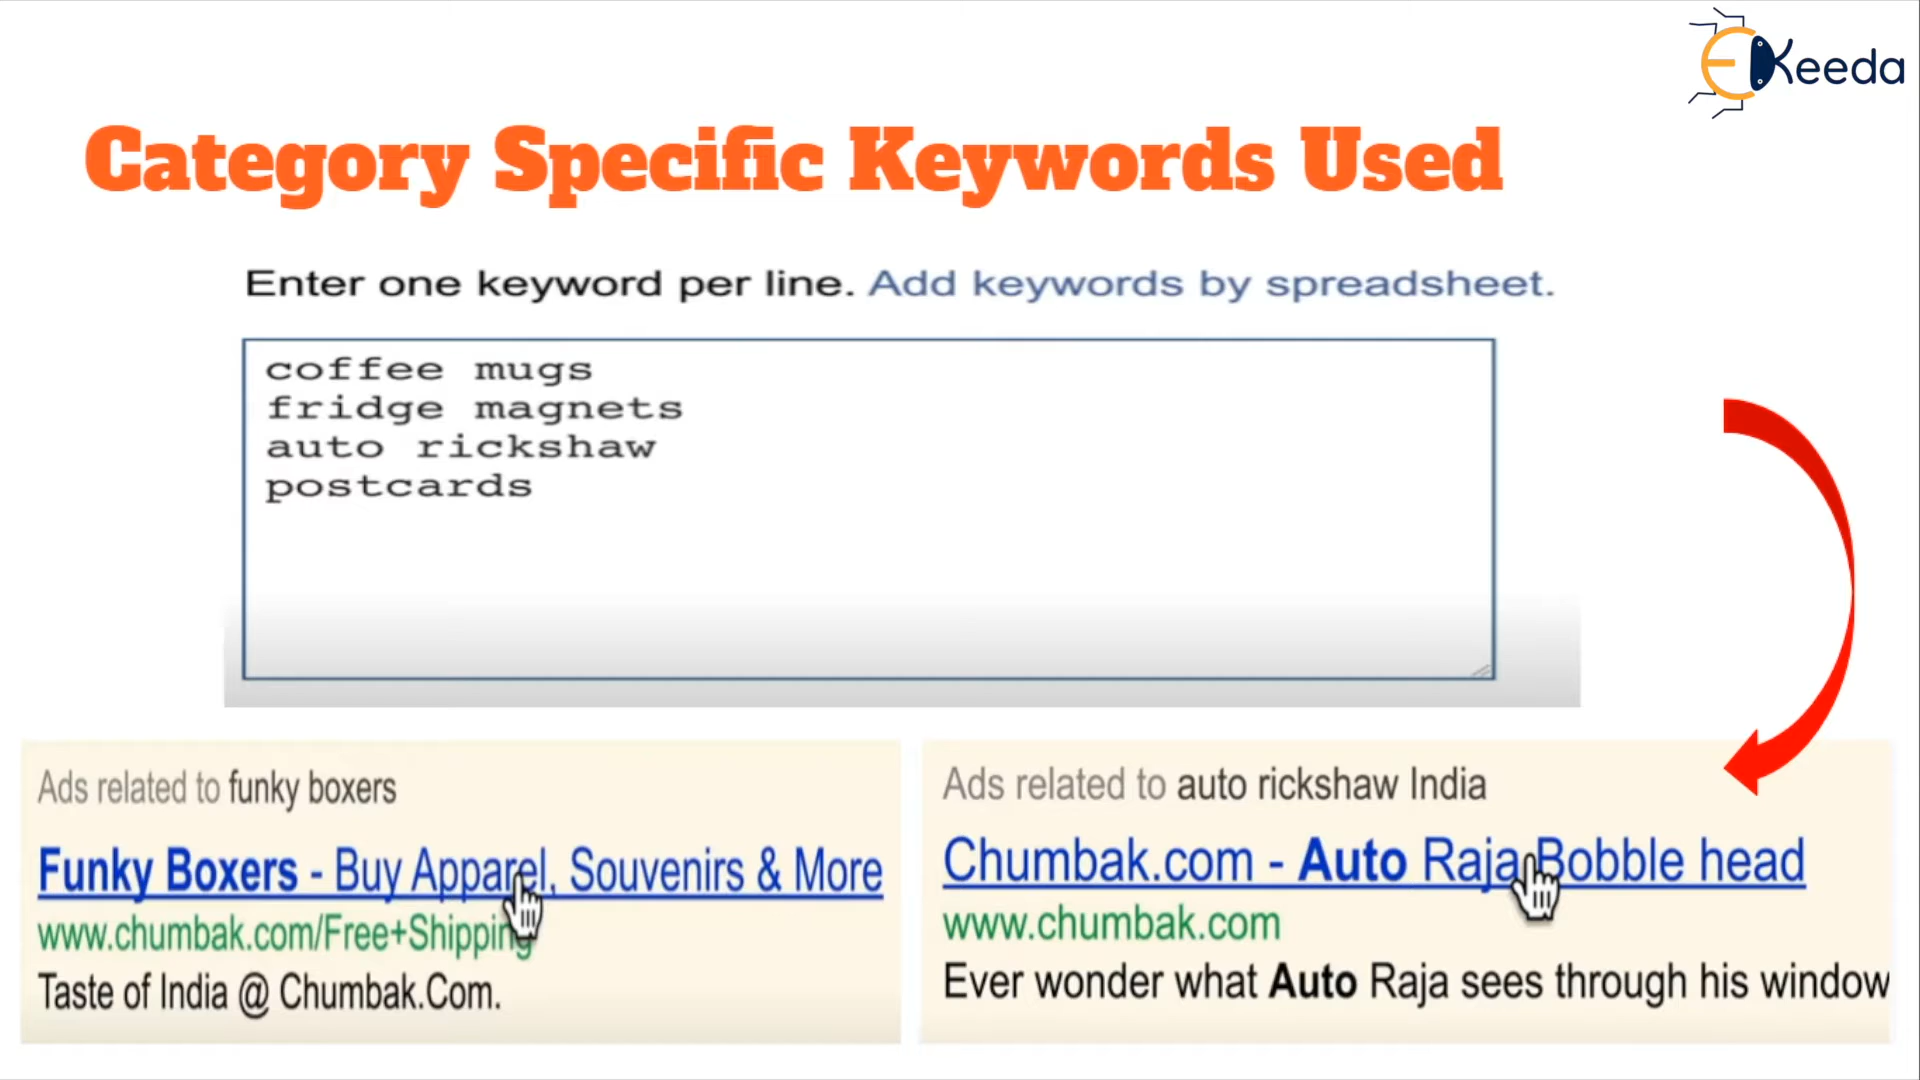 EKeeda
Category Specific Keywords Used
Enter one keyword per line. Add keywords by spreadsheet.
coffee mugs
fridge magnets
auto rickshaw
postcards
Ads related to funky boxers
Funky Boxers - Buy Apparel, Souvenirs & More
www.chumbak.com/Free+Shipping
Taste of India @ Chumbak.Com.
Ads related to auto rickshaw India
Chumbak.com - Auto Raja Bobble head
www.chumbak.com
Ever wonder what Auto Raja sees through his window